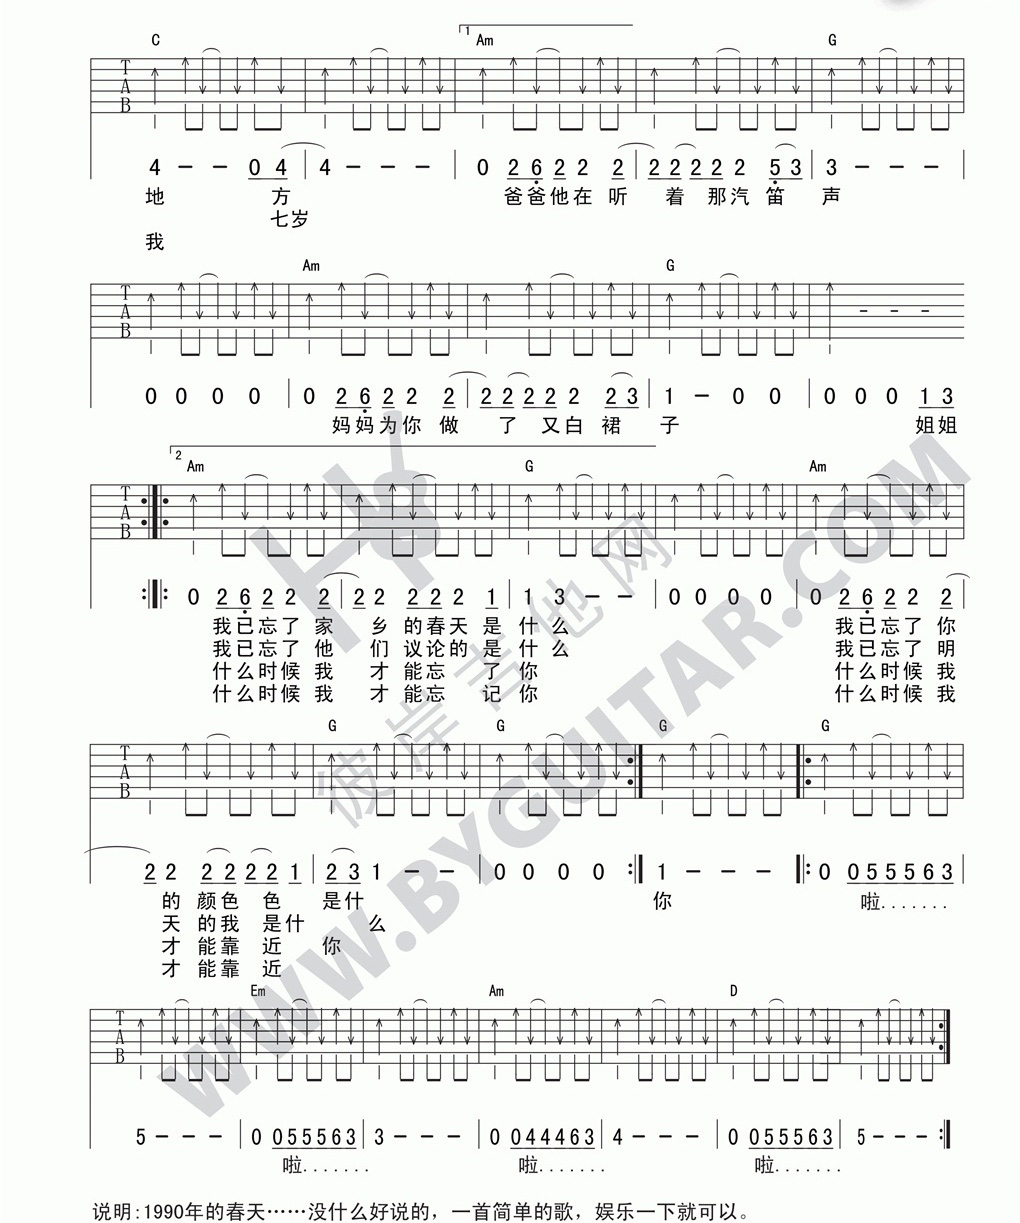 1
C Am G
T
A
B
4 - - 0 4 | 4 - - - | 0 2 6 2 2 2 | 2 2 2 2 2 5 3 | 3 - - -
地 方 爸爸他在 听 着 那汽 笛 声
七岁
我
Am G
T
A
B
0 0 0 0 | 0 2 6 2 2 2 | 2 2 2 2 2 2 3 | 1 - 0 0 | 0 0 0 1 3
妈妈为你 做 了 又白 裙 子 姐姐
2
Am G Am
T
A
B
0 2 6 2 2 2 | 2 2 2 2 2 1 | 1 3 - - | 0 0 0 0 | 0 2 6 2 2 2
我已忘了 家 乡 的春天是 什 么 我已忘了 你
我已忘了 他 们 议论的是 什 么 我已忘了 明
什么时候 我 才 能忘 了 你 什么时候 我
什么时候 我 才 能忘 记 你 什么时候 我
G G G G
T
A
B
2 2 2 2 2 2 1 | 2 3 1 - - | 0 0 0 0 :| 1 - - - |: 0 0 5 5 5 6 3
的 颜色 色 是什 你 啦.......
天 的我 是什 么
才 能靠 近 你
才 能靠 近
Em Am D
T
A
B
5 - - - | 0 0 5 5 5 6 3 | 3 - - - | 0 0 4 4 4 6 3 | 4 - - - | 0 0 5 5 5 6 3 | 5 - - - :|
啦....... 啦....... 啦.......
彼岸吉他网
WWW.BYGUITAR.COM
说明:1990年的春天……没什么好说的，一首简单的歌，娱乐一下就可以。